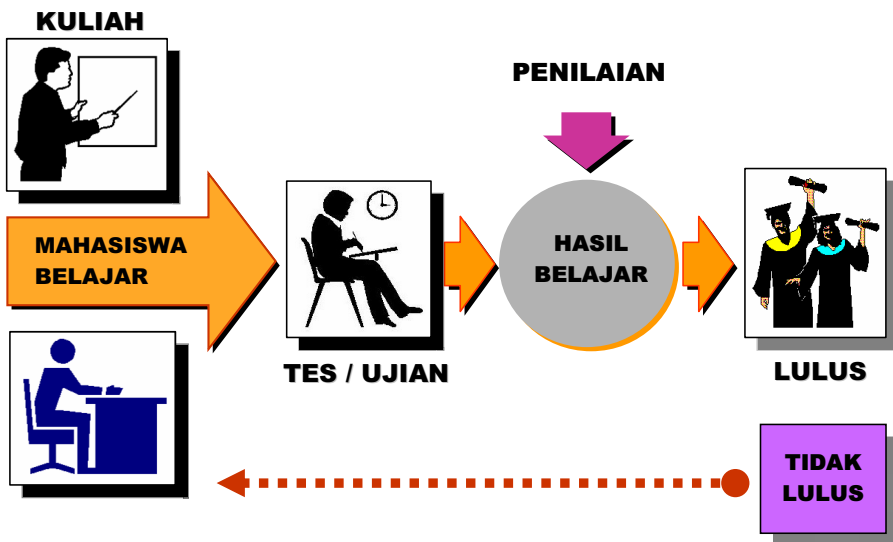 KULIAH
PENILAIAN
MAHASISWA
BELAJAR
HASIL
BELAJAR
TES / UJIAN
LULUS
TIDAK
LULUS